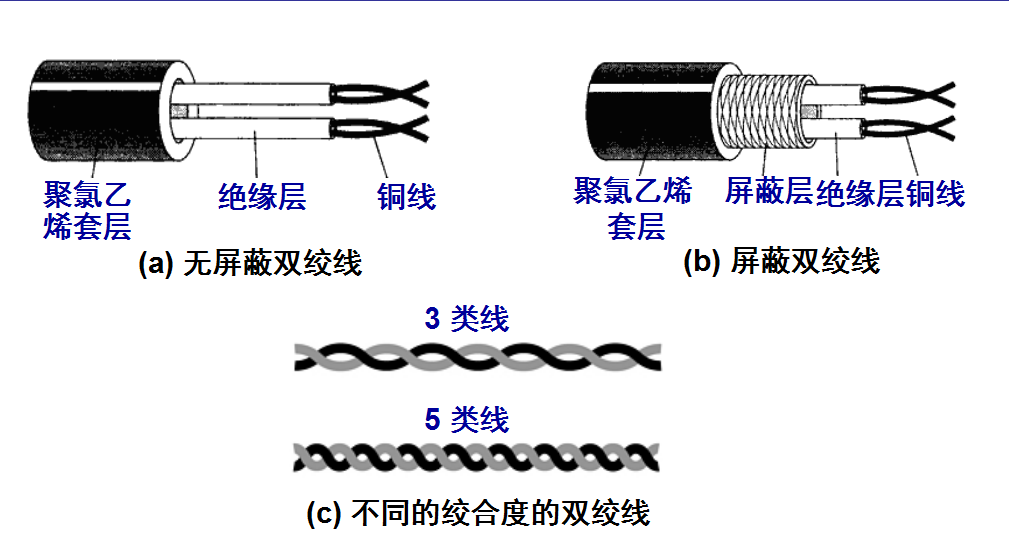 聚氯乙
烯套层
绝缘层
铜线
(a) 无屏蔽双绞线
聚氯乙烯
套层
屏蔽层
绝缘层
铜线
(b) 屏蔽双绞线
3 类线
5 类线
(c) 不同的绞合度的双绞线